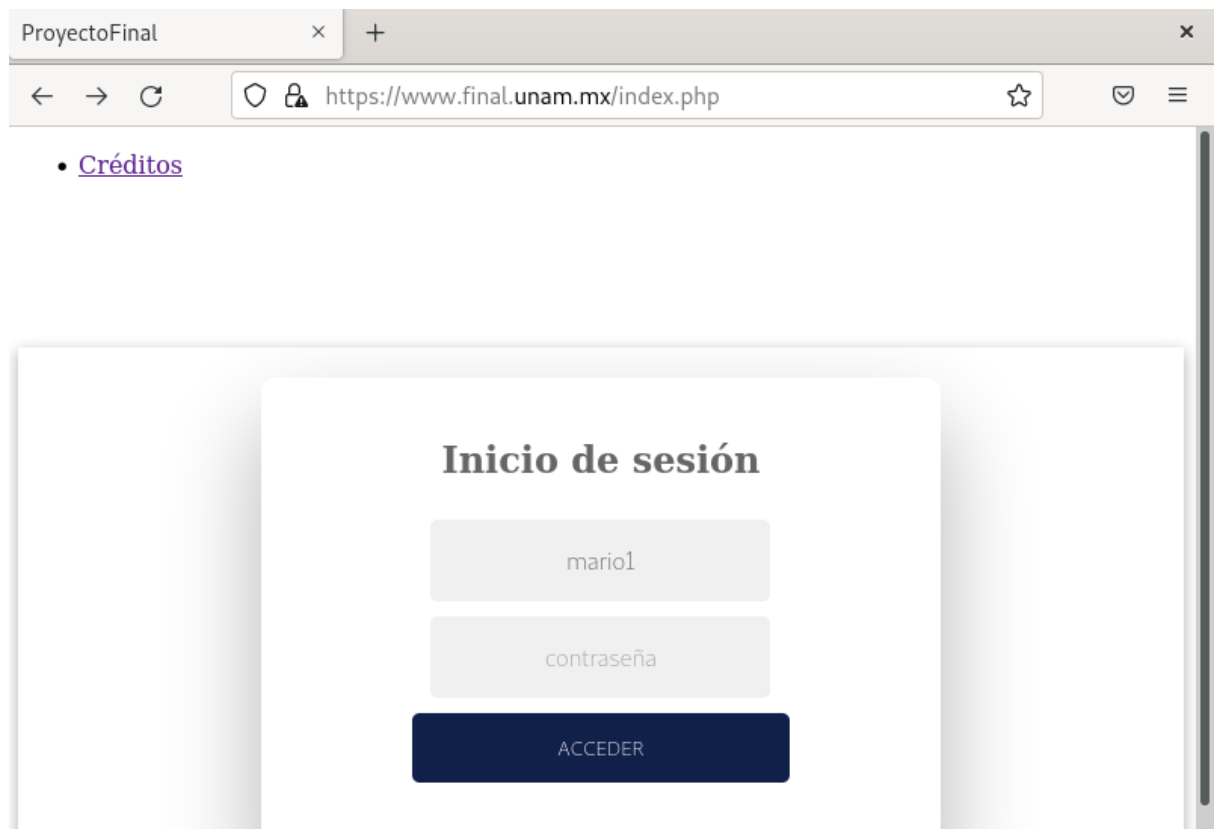 ProyectoFinal
https://www.final.unam.mx/index.php
Créditos
Inicio de sesión
mario1
contraseña
ACCEDER